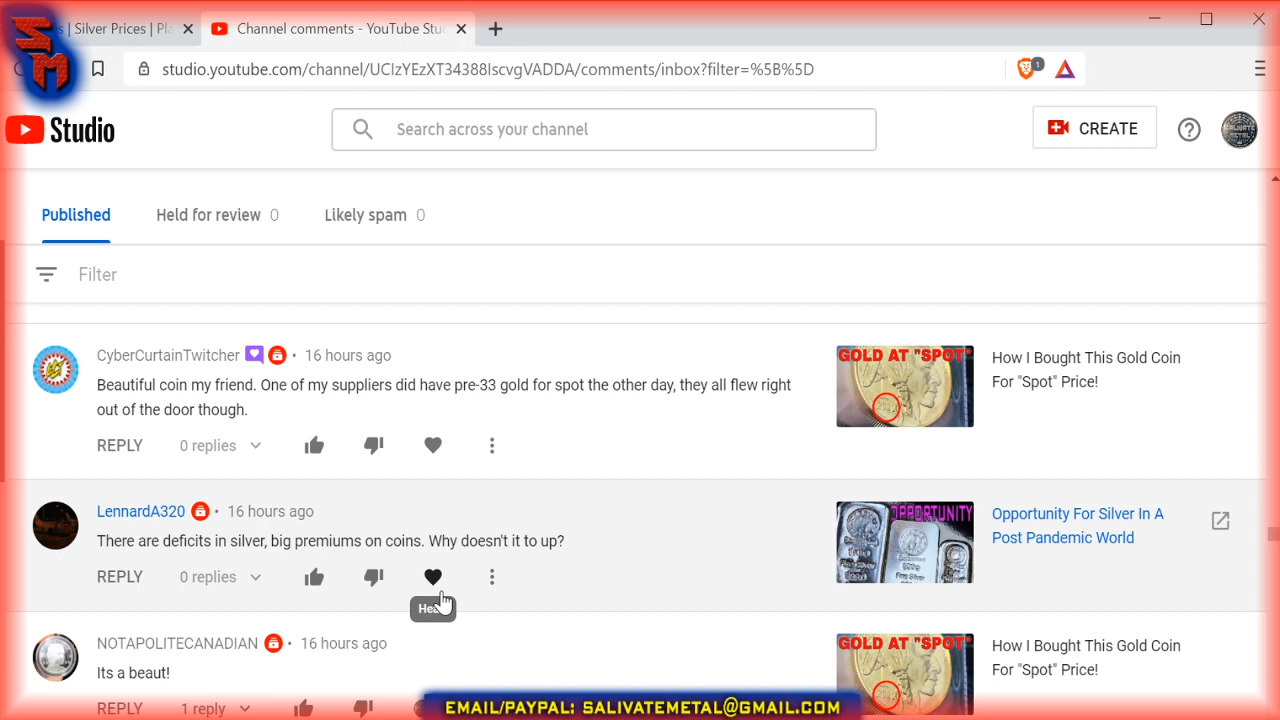 SM
| Silver Prices |
Channel comments - YouTube Stu
studio.youtube.com/channel/UCIzYEzXT34388IscvgVADDA/comments/inbox?filter=%5B%5D
1
Studio
Search across your channel
CREATE
SALIVATE METAL
Published
Held for review 0
Likely spam 0
Filter
CyberCurtainTwitcher • 16 hours ago
Beautiful coin my friend. One of my suppliers did have pre-33 gold for spot the other day, they all flew right
out of the door though.
REPLY 0 replies
GOLD AT "SPOT"
How I Bought This Gold Coin
For "Spot" Price!
LennardA320 • 16 hours ago
There are deficits in silver, big premiums on coins. Why doesn't it to up?
REPLY 0 replies
OPPORTUNITY
Opportunity For Silver In A
Post Pandemic World
NOTAPOLITECANADIAN • 16 hours ago
Its a beaut!
REPLY 1 reply
GOLD AT "SPOT"
How I Bought This Gold Coin
For "Spot" Price!
EMAIL/PAYPAL: SALIVATEMETAL@GMAIL.COM